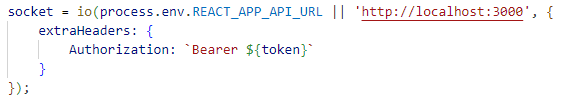 socket = io(process.env.REACT_APP_API_URL || 'http://localhost:3000', {
    extraHeaders: {
        Authorization: `Bearer ${token}`
    }
});